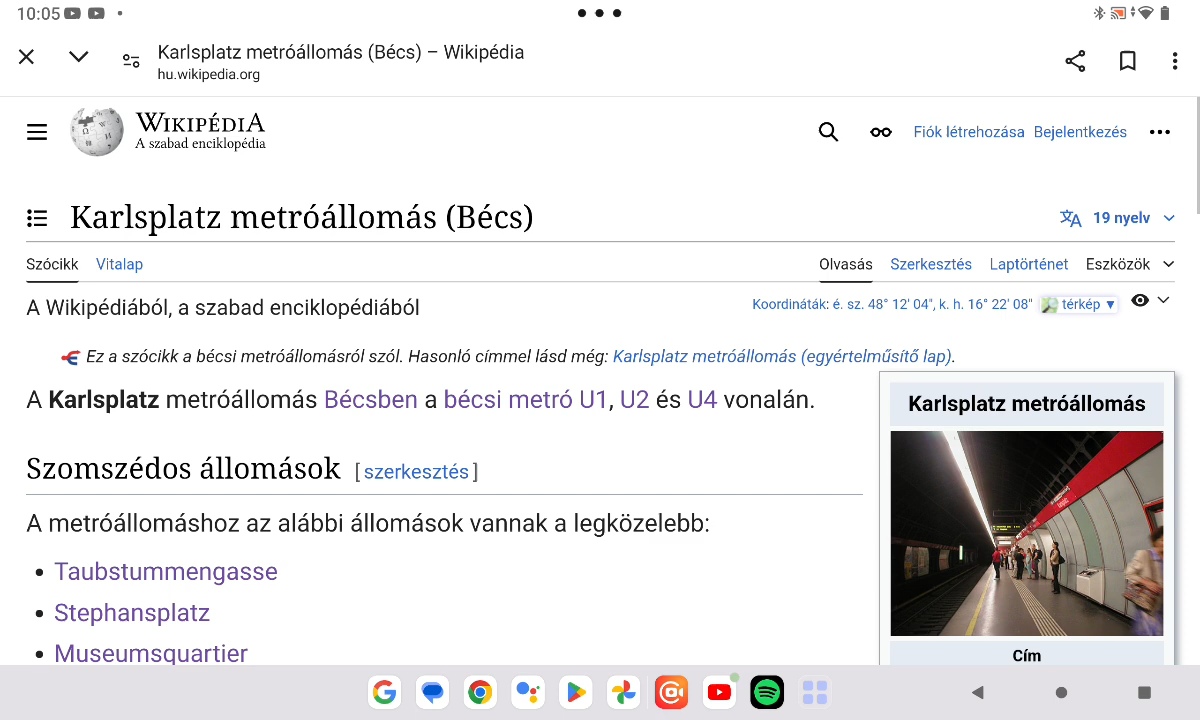 10:05
Karlsplatz metróállomás (Bécs) – Wikipédia
hu.wikipedia.org
WIKIPÉDIA
A szabad enciklopédia
Fiók létrehozása Bejelentkezés
Karlsplatz metróállomás (Bécs)
19 nyelv
Szócikk Vitalap Olvasás Szerkesztés Laptörténet Eszközök
A Wikipédiából, a szabad enciklopédiából
Koordináták: é. sz. 48° 12′ 04″, k. h. 16° 22′ 08″ térkép ▼
Ez a szócikk a bécsi metróállomásról szól. Hasonló címmel lásd még: Karlsplatz metróállomás (egyértelműsítő lap).
A Karlsplatz metróállomás Bécsben a bécsi metró U1, U2 és U4 vonalán.
Karlsplatz metróállomás
Szomszédos állomások [szerkesztés]
A metróállomáshoz az alábbi állomások vannak a legközelebb:
• Taubstummengasse
• Stephansplatz
• Museumsquartier
Cím